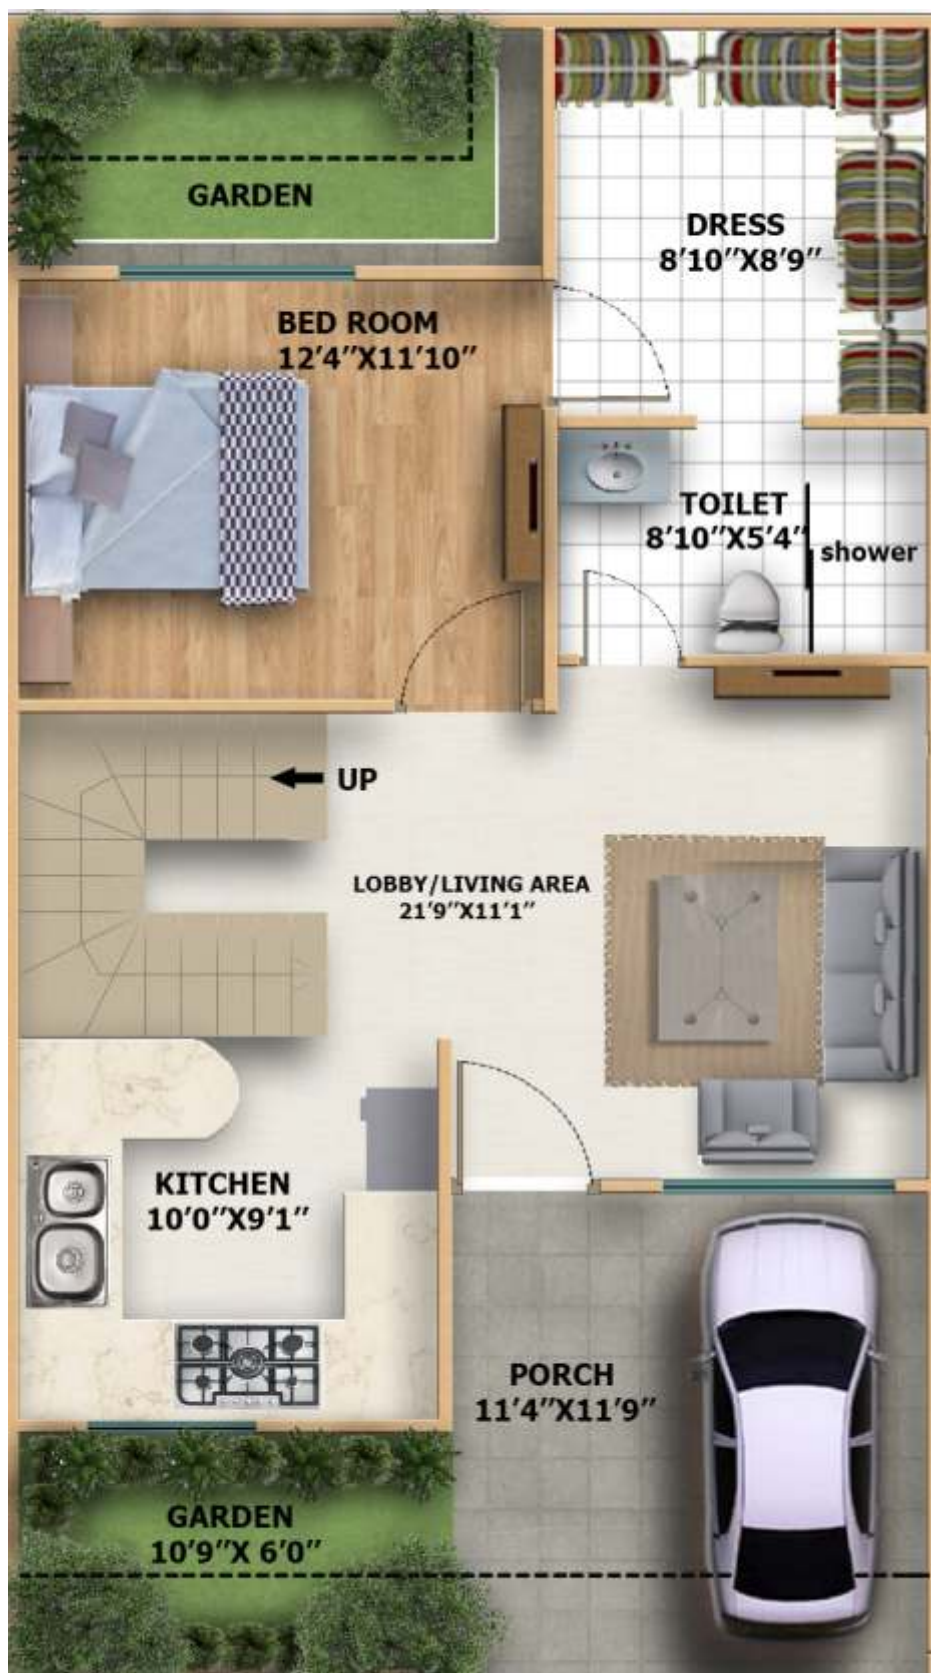 GARDEN
DRESS
8'10"X8'9"
BED ROOM
12'4"X11'10"
TOILET
8'10"X5'4"
shower
UP
LOBBY/LIVING AREA
21'9"X11'1"
KITCHEN
10'0"X9'1"
PORCH
11'4"X11'9"
GARDEN
10'9"X 6'0"